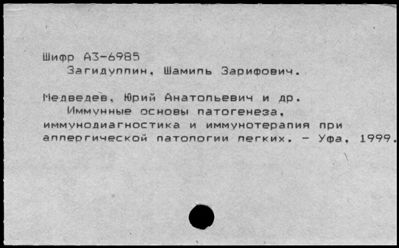 Шифр А3-6985
Загидуллин, Шамиль Зарифович.
Медведев, Юрий Анатольевич и др.
Иммунные основы патогенеза,
иммунодиагностика и иммунотерапия при
аллергической патологии легких. - Уфа, 1999.